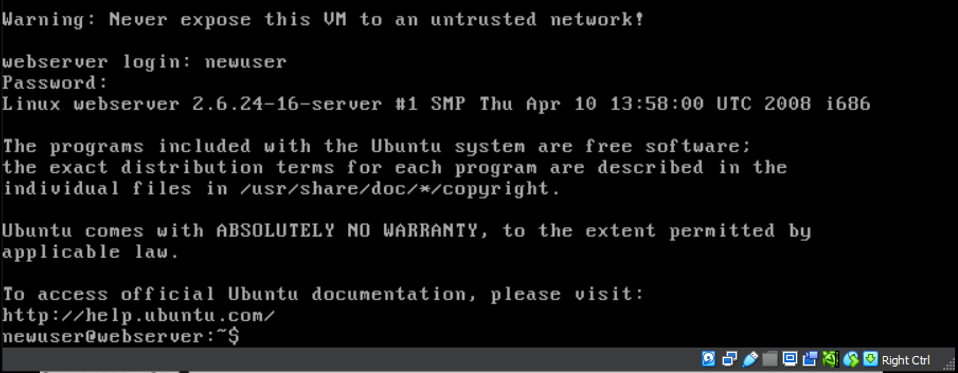 Warning: Never expose this VM to an untrusted network!
webserver login: newuser
Password:
Linux webserver 2.6.24-16-server #1 SMP Thu Apr 10 13:58:00 UTC 2008 i686
The programs included with the Ubuntu system are free software;
the exact distribution terms for each program are described in the
individual files in /usr/share/doc/*/copyright.
Ubuntu comes with ABSOLUTELY NO WARRANTY, to the extent permitted by
applicable law.
To access official Ubuntu documentation, please visit:
http://help.ubuntu.com/
newuser@webserver:~$
Right Ctrl